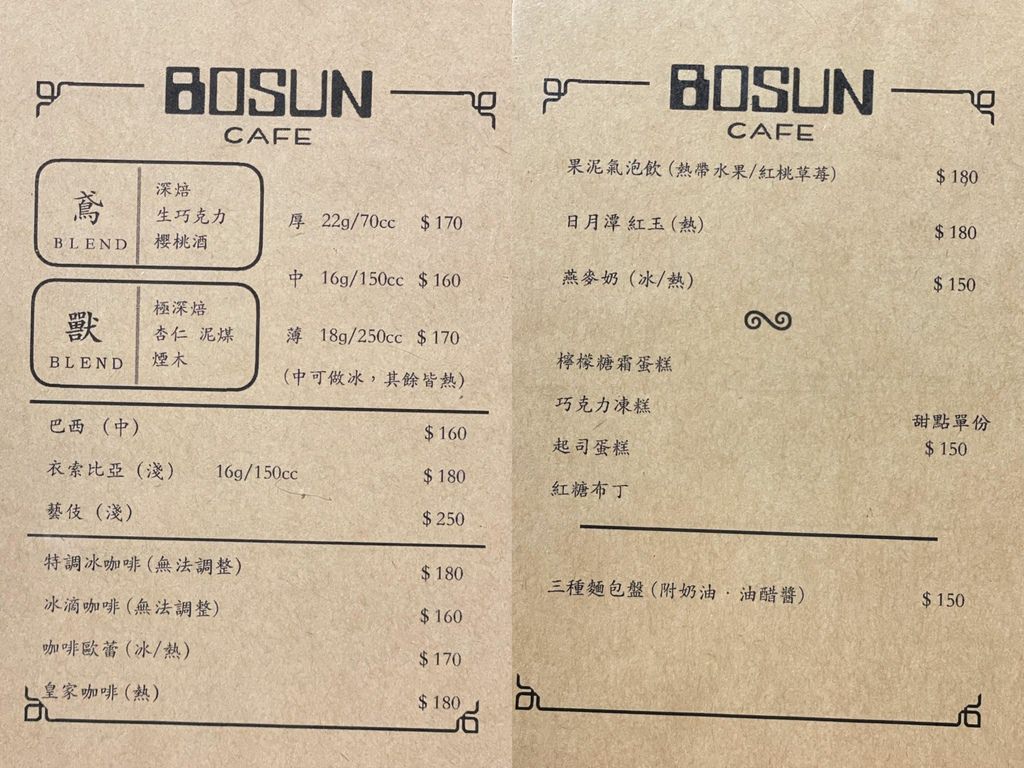 BOSUN
CAFE
鳶
BLEND
深焙
生巧克力
櫻桃酒
獸
BLEND
極深焙
杏仁 泥煤
煙木
厚 22g/70cc $170
中 16g/150cc $160
薄 18g/250cc $170
(中可做冰,其餘皆熱)
巴西 (中) $160
衣索比亞 (淺) 16g/150cc $180
藝伎 (淺) $250
特調冰咖啡(無法調整) $180
冰滴咖啡(無法調整) $160
咖啡歐蕾(冰/熱) $170
皇家咖啡(熱) $180
BOSUN
CAFE
果泥氣泡飲(熱帶水果/紅桃草莓) $180
日月潭 紅玉(熱) $180
燕麥奶 (冰/熱) $150
檸檬糖霜蛋糕
巧克力凍糕
起司蛋糕
紅糖布丁
甜點單份
$150
三種麵包盤(附奶油‧油醋醬) $150